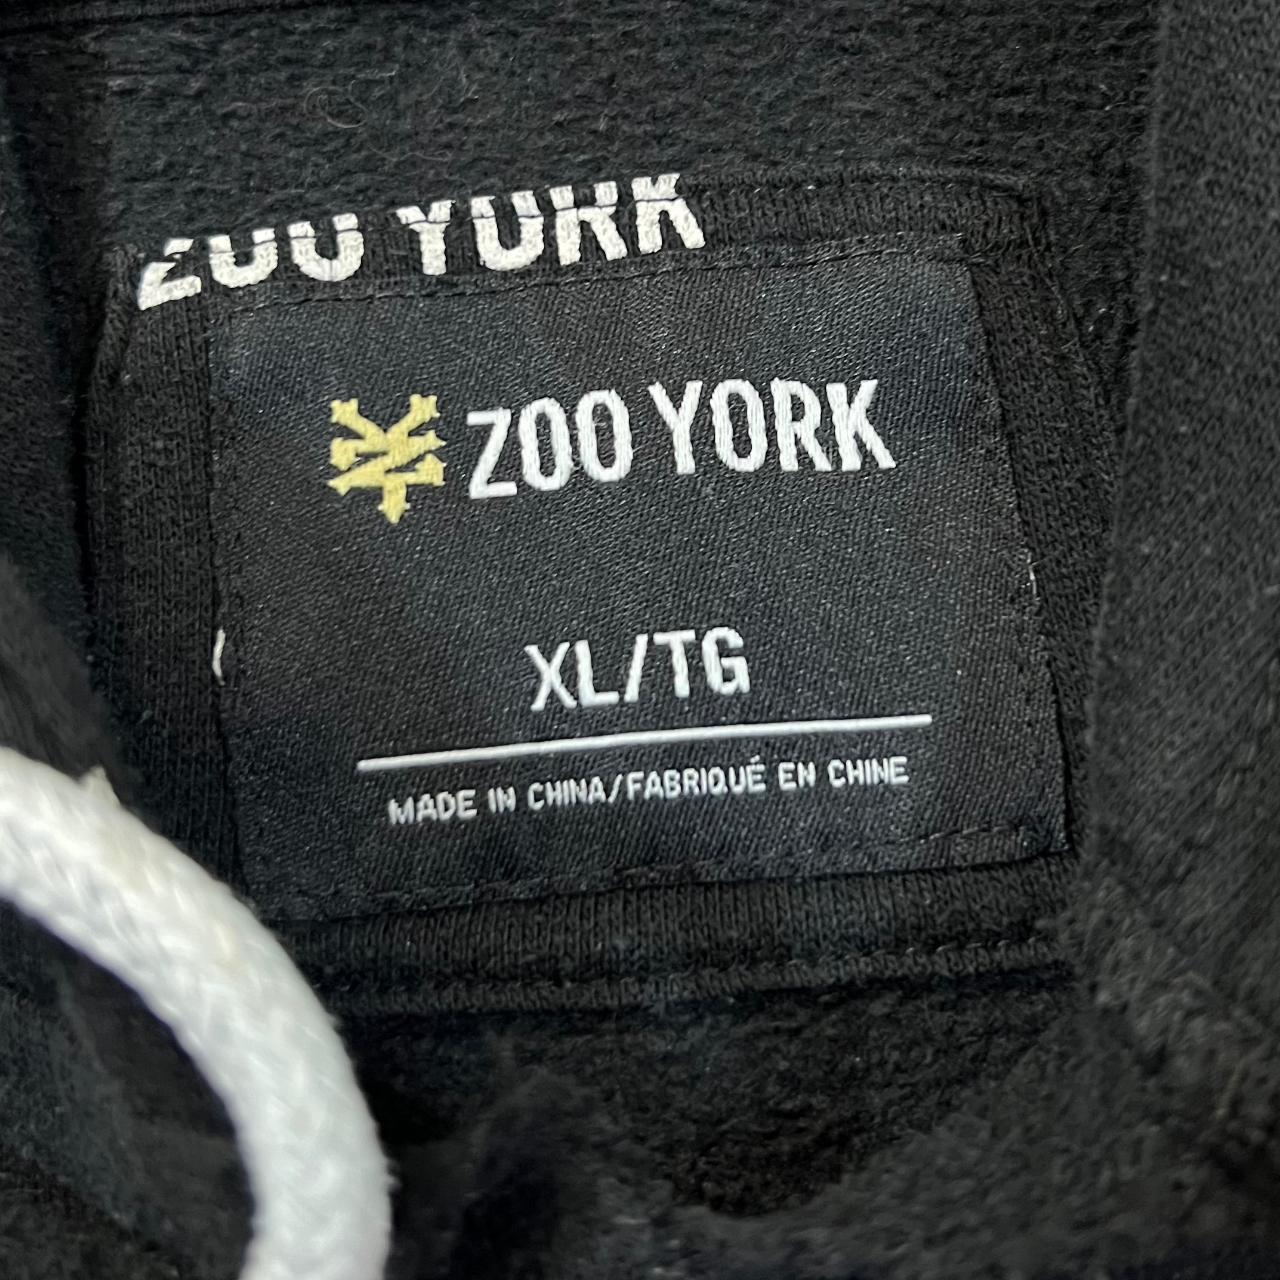 ZOO YORK
ZOO YORK
XL/TG
MADE IN CHINA/FABRIQUÉ EN CHINE